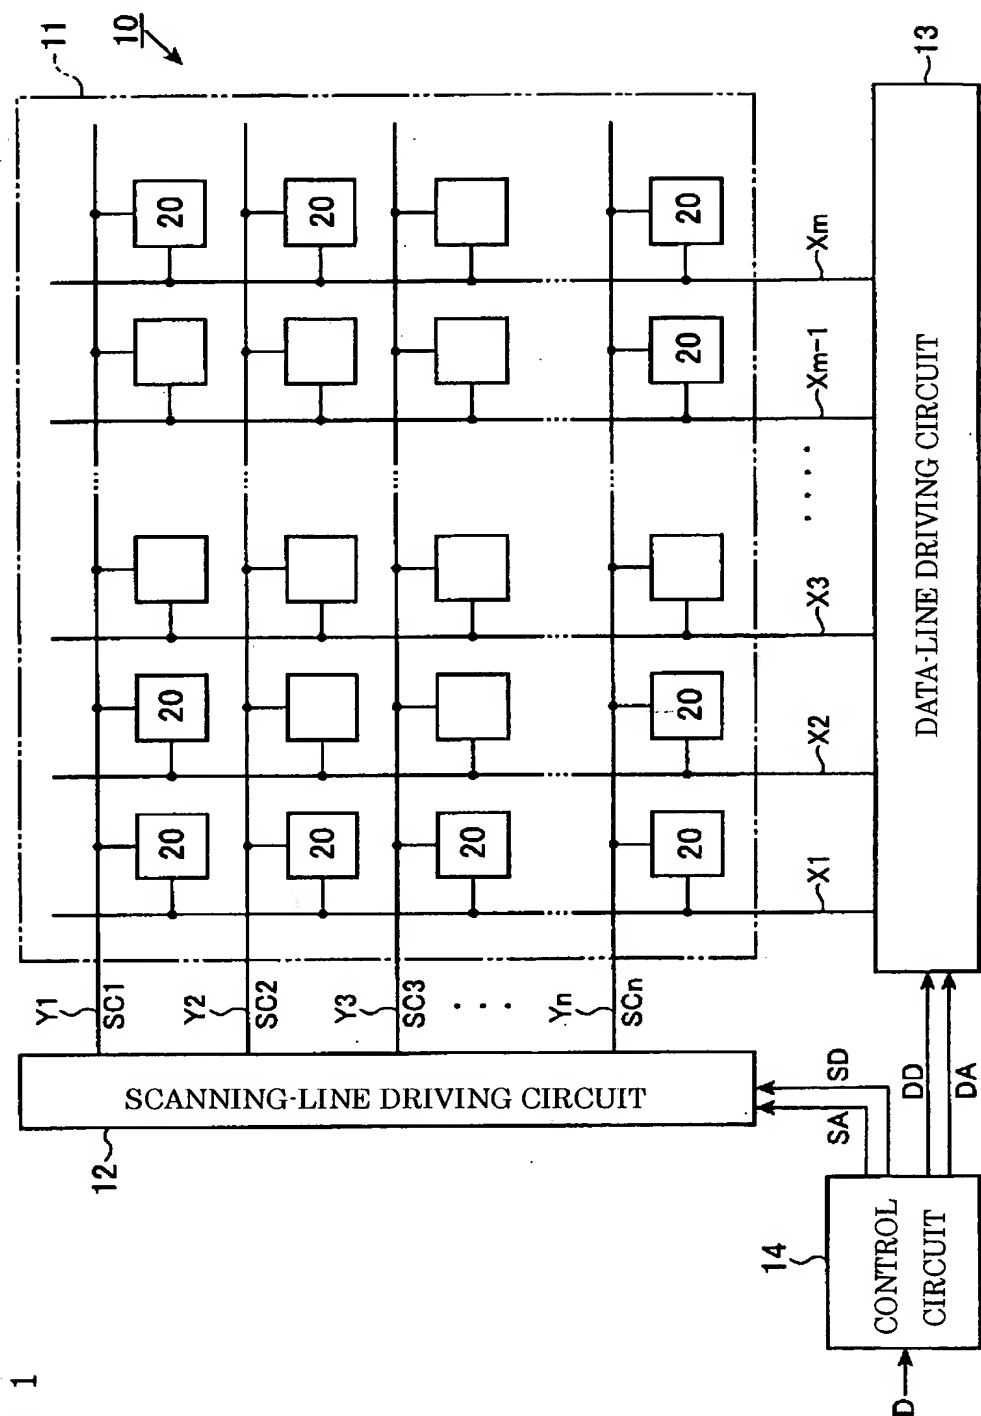 1
10
11
Y1
SC1
20
20
20
Y2
SC2
20
20
Y3
SC3
20
. . . .
Yn
SCn
20
20
20
20
12
SCANNING-LINE DRIVING CIRCUIT
X1
X2
X3
. . . .
Xm-1
Xm
SA
SD
14
CONTROL
CIRCUIT
D
DD
DA
DATA-LINE DRIVING CIRCUIT
13